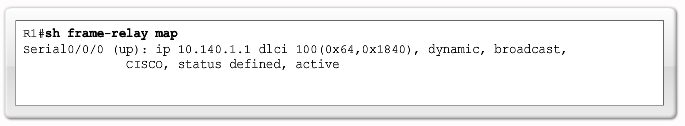 R1#sh frame-relay map
Serial0/0/0 (up): ip 10.140.1.1 dlci 100(0x64,0x1840), dynamic, broadcast,
CISCO, status defined, active